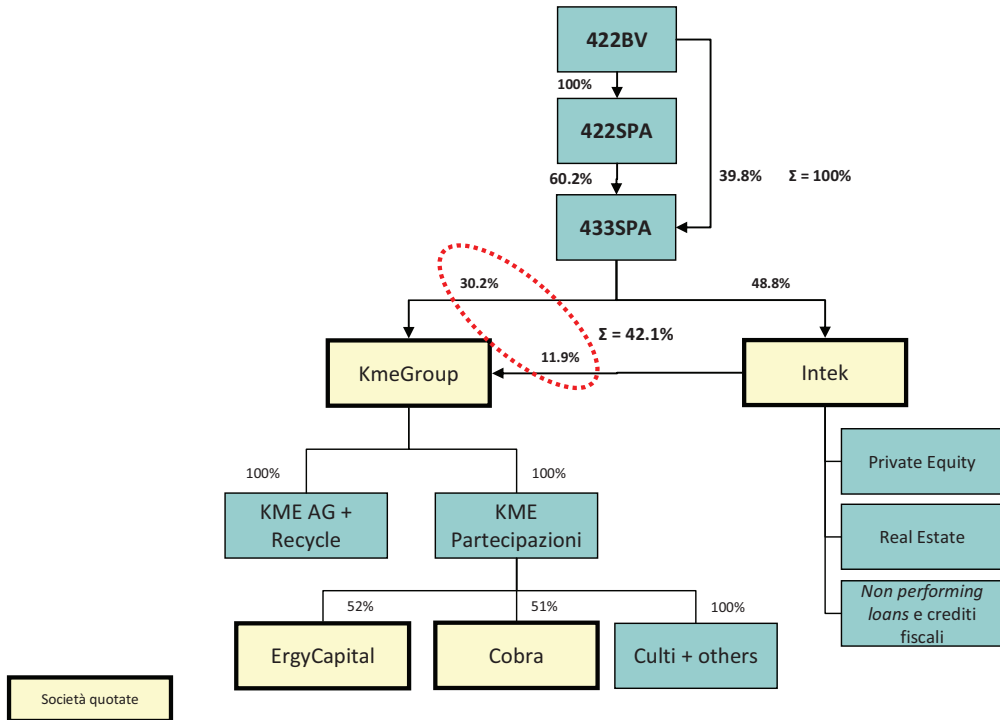 422BV
100%
422SPA
60.2%
39.8%
Σ = 100%
433SPA
30.2%
48.8%
Σ = 42.1%
11.9%
KmeGroup
Intek
Private Equity
100%
100%
KME AG +
Recycle
KME
Partecipazioni
Real Estate
Non performing
loans e crediti
fiscali
52%
51%
100%
ErgyCapital
Cobra
Culti + others
Società quotate